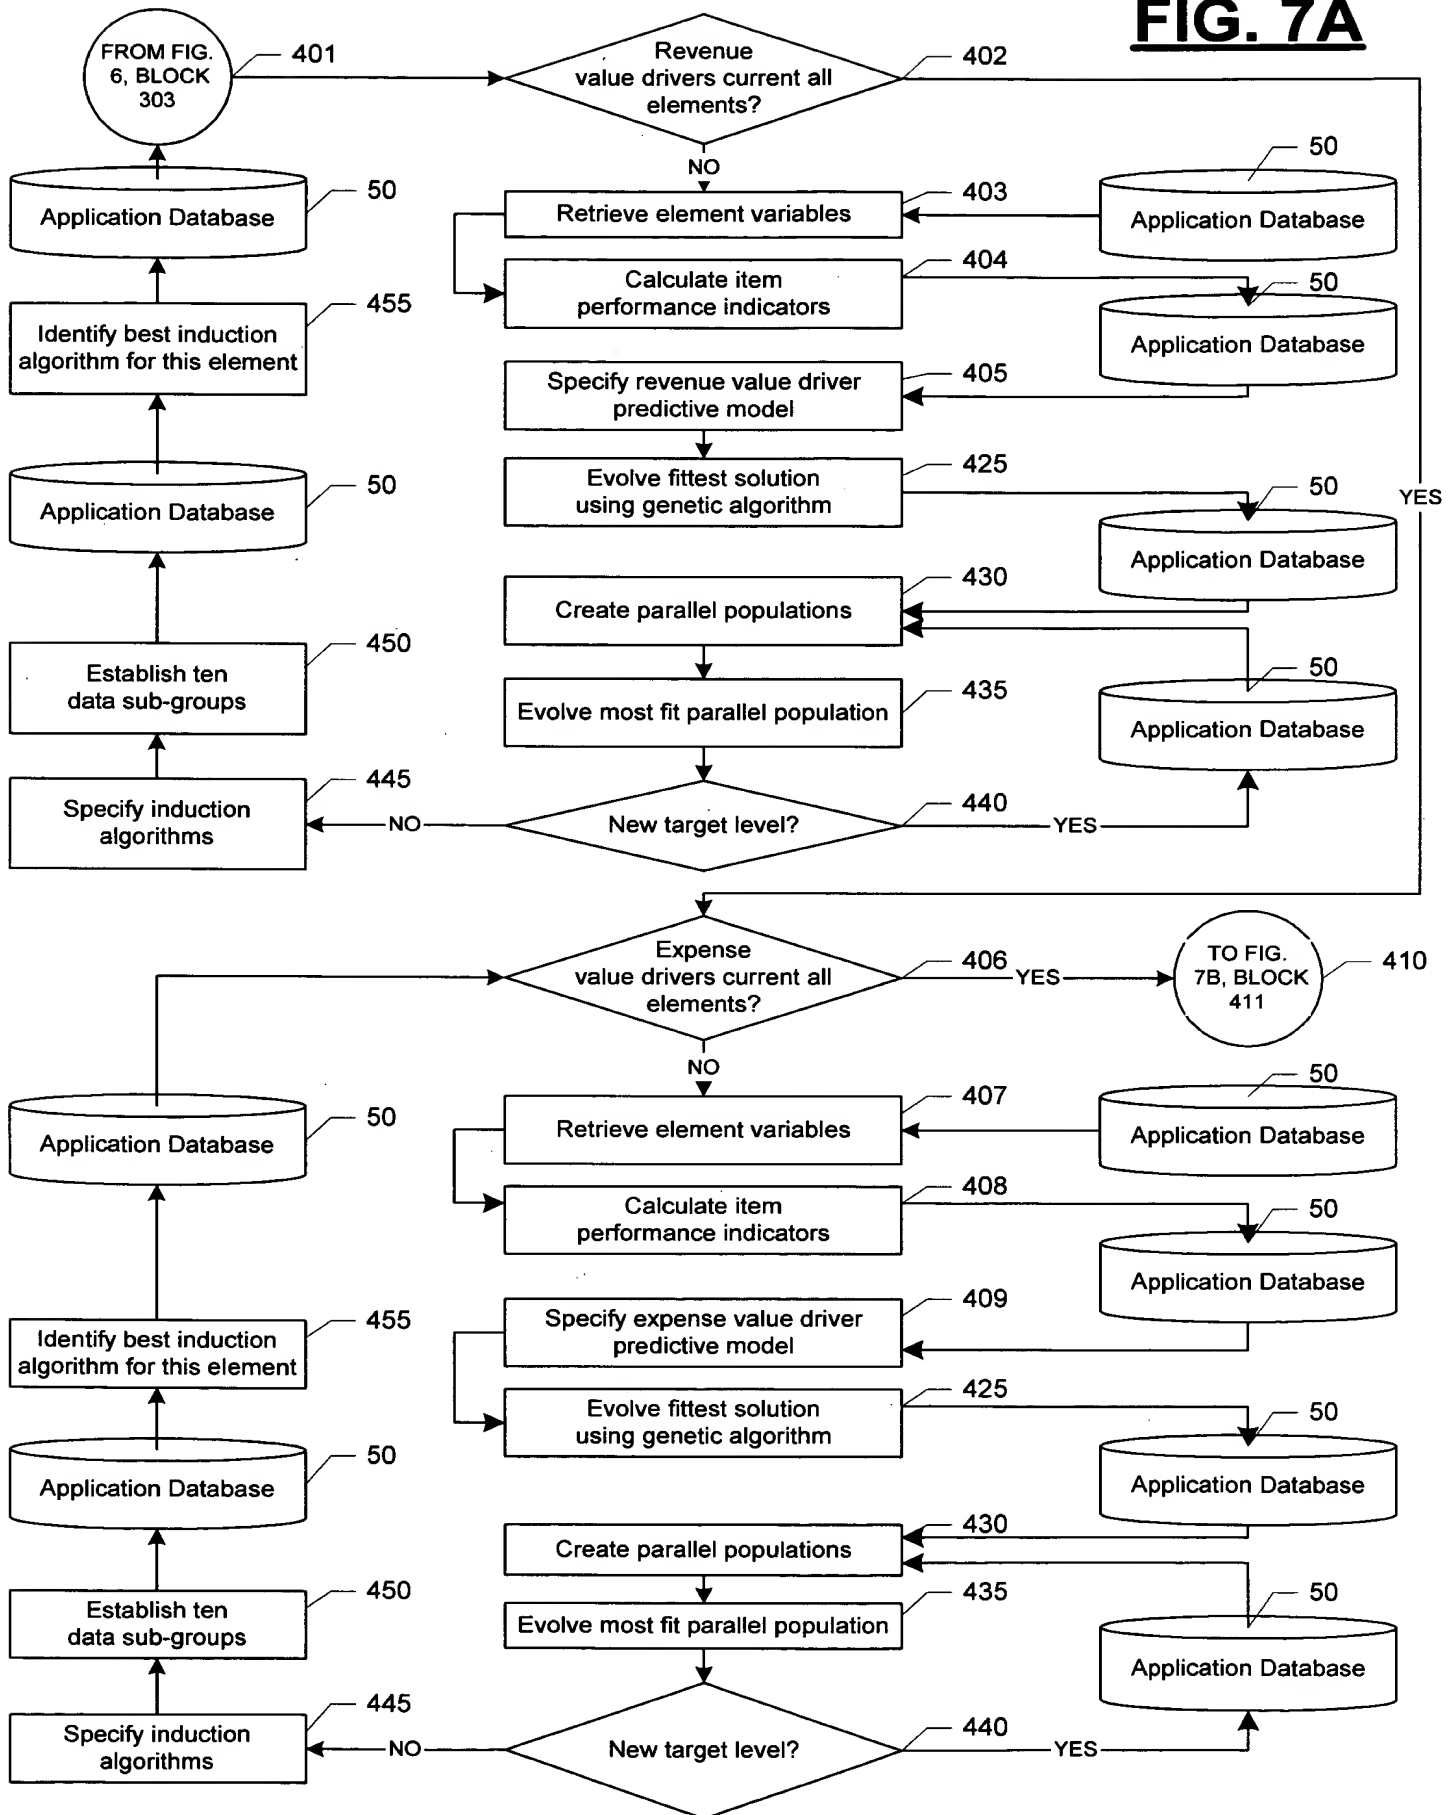 FIG. 7A
FROM FIG.
6, BLOCK
303
401
Revenue
value drivers current all
elements?
402
NO
YES
50
Application Database
Retrieve element variables
403
50
Application Database
Calculate item
performance indicators
404
50
Application Database
455
Identify best induction
algorithm for this element
Specify revenue value driver
predictive model
405
50
Application Database
Evolve fittest solution
using genetic algorithm
425
50
Application Database
Create parallel populations
430
450
Establish ten
data sub-groups
Evolve most fit parallel population
435
50
Application Database
445
Specify induction
algorithms
NO
New target level?
440
YES
Expense
value drivers current all
elements?
406
YES
TO FIG.
7B, BLOCK
411
410
NO
50
Application Database
Retrieve element variables
407
50
Application Database
Calculate item
performance indicators
408
50
Application Database
455
Identify best induction
algorithm for this element
Specify expense value driver
predictive model
409
Evolve fittest solution
using genetic algorithm
425
50
Application Database
50
Application Database
Create parallel populations
430
450
Establish ten
data sub-groups
Evolve most fit parallel population
435
50
Application Database
445
Specify induction
algorithms
NO
New target level?
440
YES